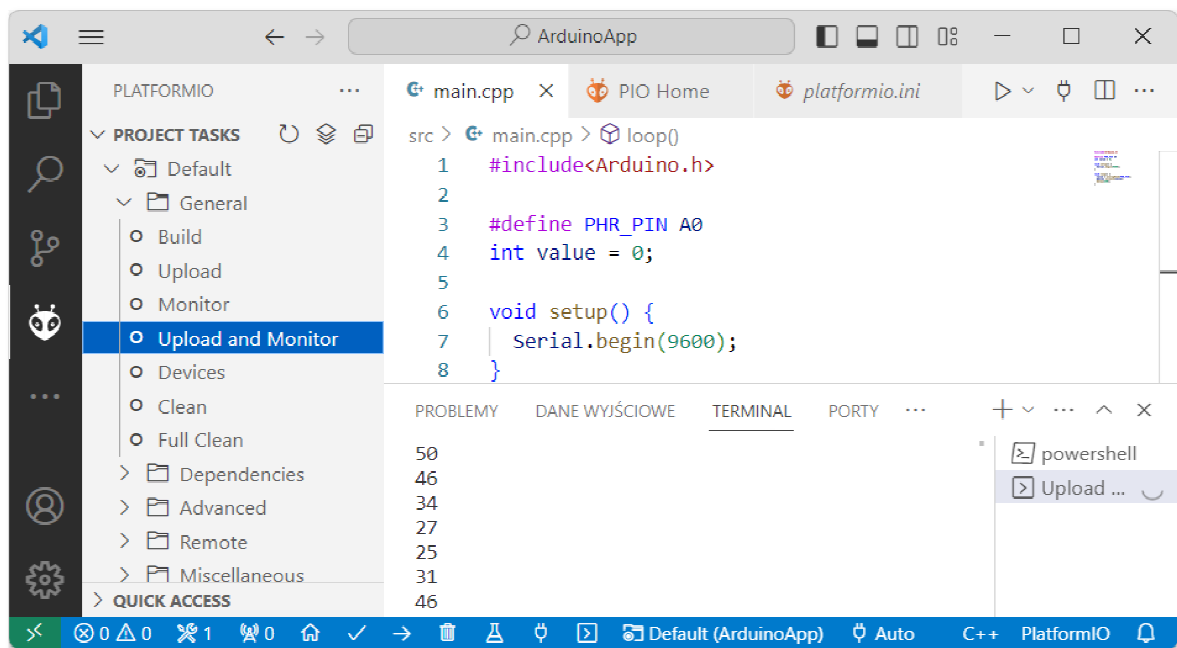 ArduinoApp
PLATFORMIO
PROJECT TASKS
Default
General
Build
Upload
Monitor
Upload and Monitor
Devices
Clean
Full Clean
Dependencies
Advanced
Remote
Miscellaneous
QUICK ACCESS
main.cpp
PIO Home
platformio.ini
src > main.cpp > loop()
1 #include<Arduino.h>
2
3 #define PHR_PIN A0
4 int value = 0;
5
6 void setup() {
7 Serial.begin(9600);
8 }
PROBLEMY DANE WYJŚCIOWE TERMINAL PORTY
50
46
34
27
25
31
46
powershell
Upload ...
0 0 1 0 Default (ArduinoApp) Auto C++ PlatformIO